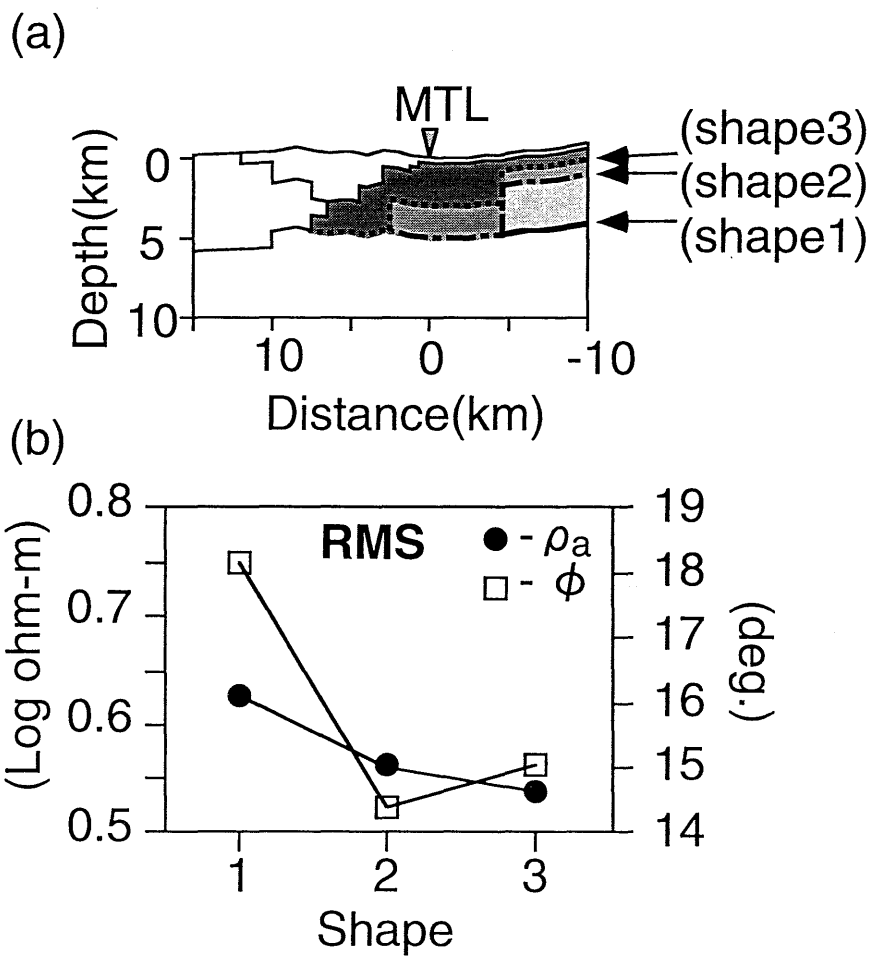 (a)
MTL
0
5
10
Depth(km)
(shape3)
(shape2)
(shape1)
10 0 -10
Distance(km)
(b)
0.8
0.7
0.6
0.5
(Log ohm-m)
RMS
- ρa
- ϕ
19
18
17
16
15
14
(deg.)
1 2 3
Shape